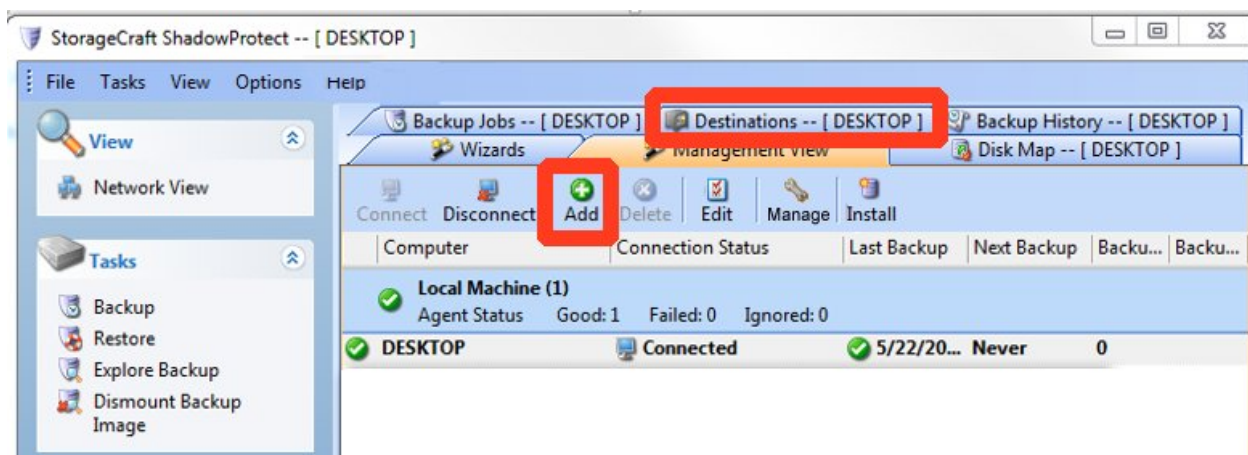 StorageCraft ShadowProtect -- [ DESKTOP ]
File Tasks View Options Help
Backup Jobs -- [ DESKTOP ] Destinations -- [ DESKTOP ] Backup History -- [ DESKTOP ]
Wizards Management View Disk Map -- [ DESKTOP ]
View
Network View
Connect Disconnect Add Delete Edit Manage Install
Computer Connection Status Last Backup Next Backup Backu... Backu...
Tasks
Backup
Restore
Explore Backup
Dismount Backup
Image
Local Machine (1)
Agent Status Good: 1 Failed: 0 Ignored: 0
DESKTOP Connected 5/22/20... Never 0